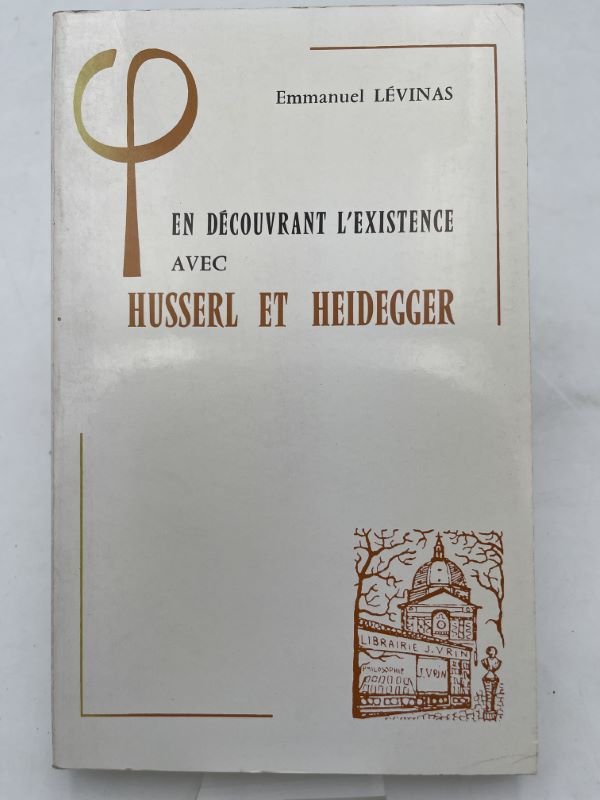 φ
Emmanuel LÉVINAS
EN DÉCOUVRANT L'EXISTENCE
AVEC
HUSSERL ET HEIDEGGER
LIBRAIRIE J. VRIN
PHILOSOPHIE
J. VRIN